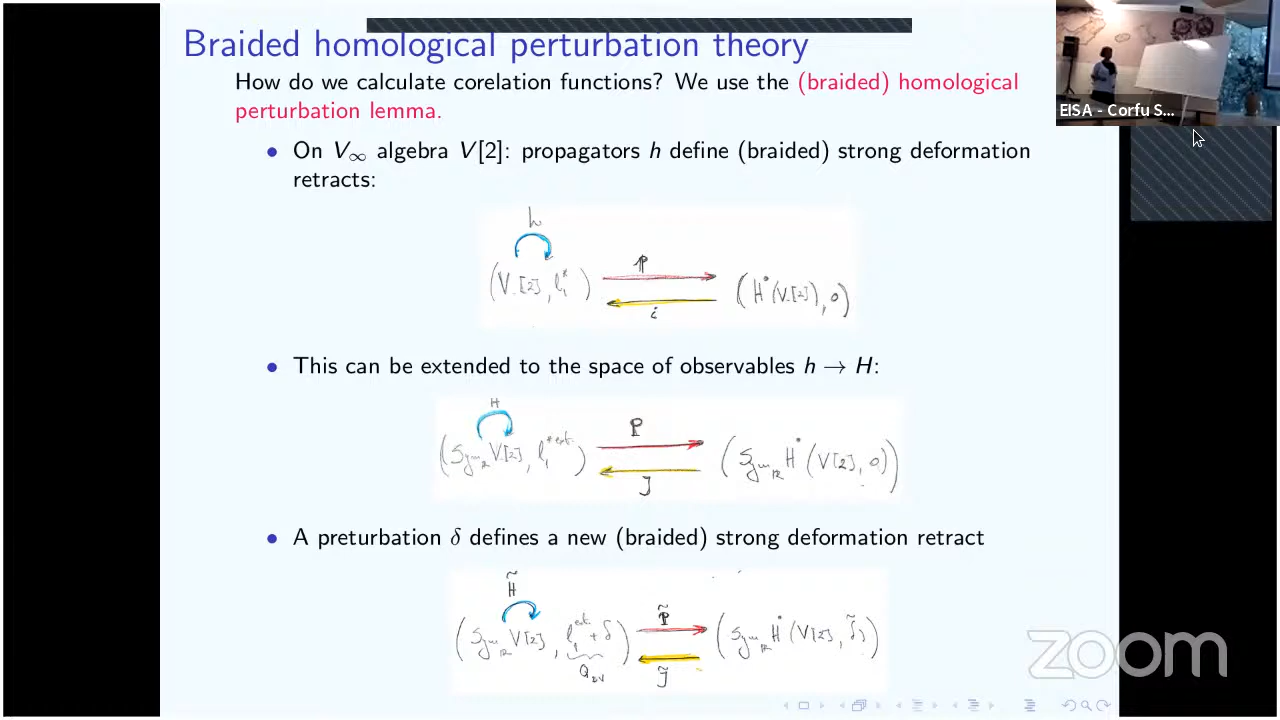 Braided homological perturbation theory
How do we calculate corelation functions? We use the (braided) homological
perturbation lemma.
EISA - Corfu S...
• On V∞ algebra V[2]: propagators h define (braided) strong deformation
retracts:
h
(V[2], l₁*) P (H•(V[2]), 0)
i
• This can be extended to the space of observables h → H:
H
(Sym_R V[2], l₁*ext.) P (Sym_R H•(V[2], 0))
J
• A preturbation δ defines a new (braided) strong deformation retract
H̃
(Sym_R V[2], l₁ext. + δ) P̃ (Sym_R H•(V[2], δ̃))
Q_BV J̃
zoom